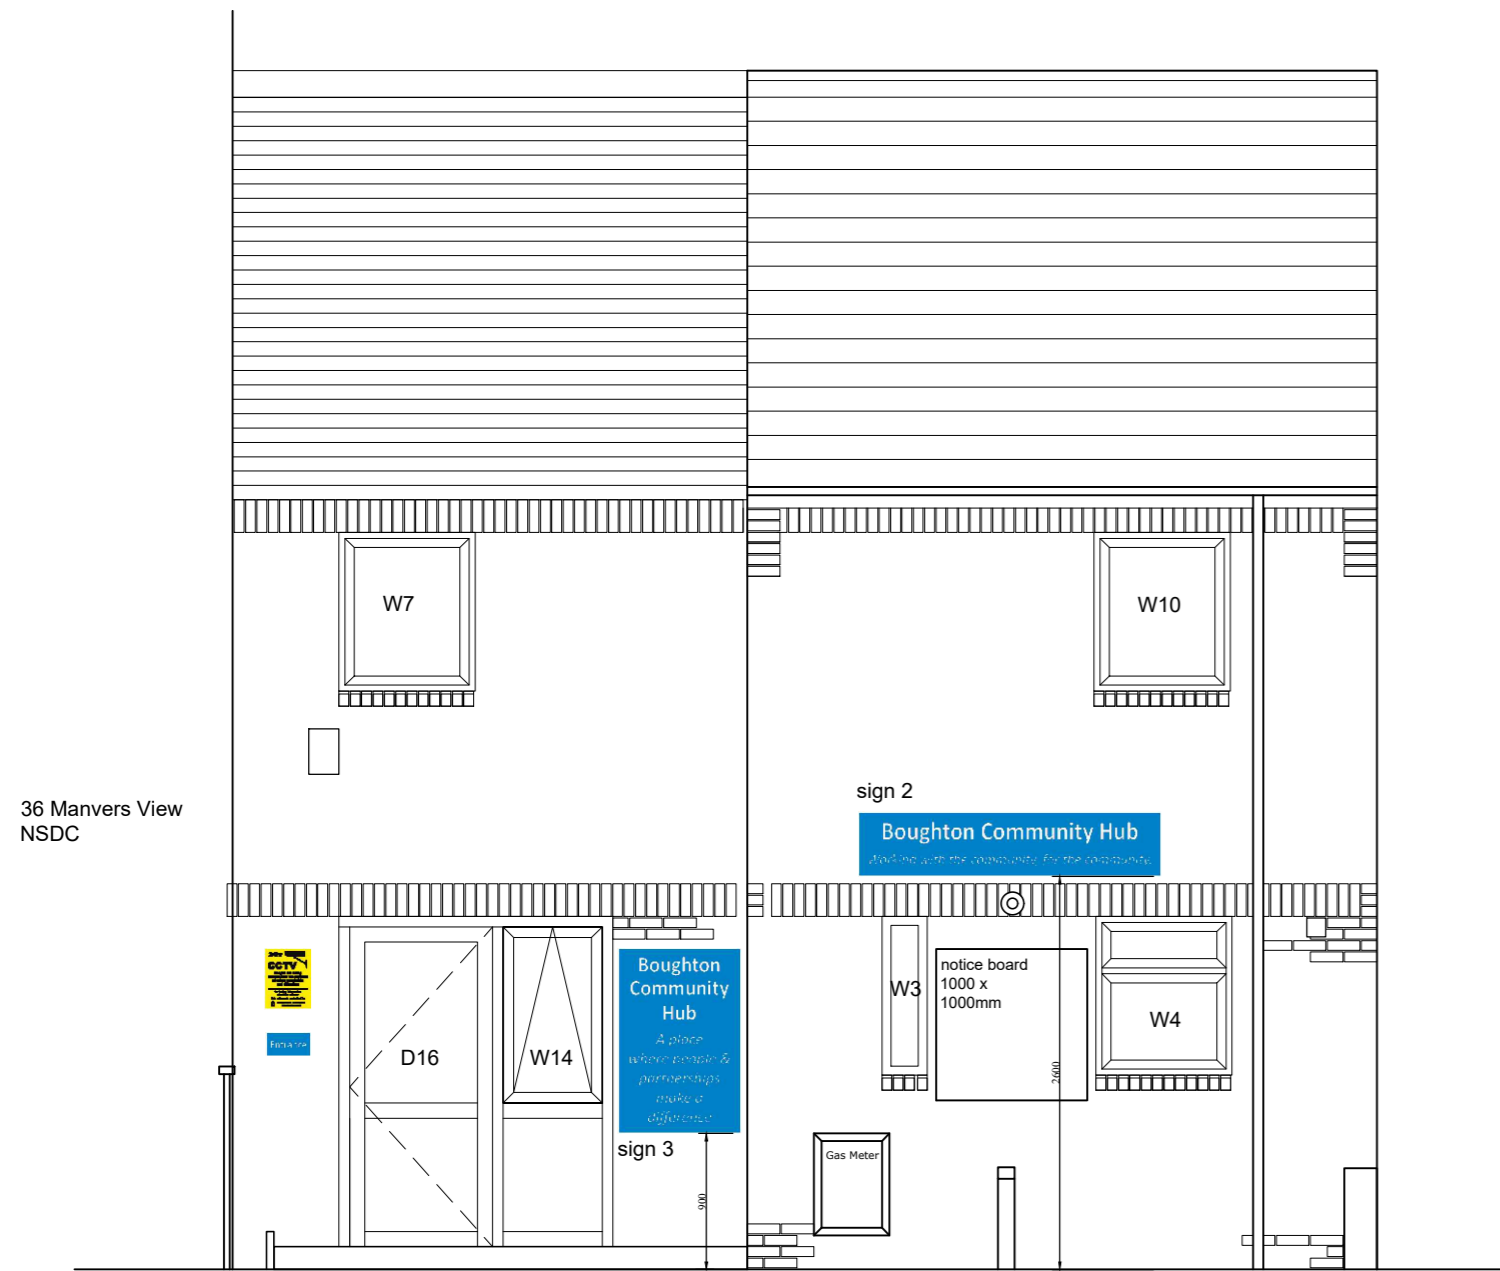 W7
W10
36 Manvers View
NSDC
sign 2
Boughton Community Hub
Working with the community, for the community.
CCTV
Entrance
D16
W14
Boughton
Community
Hub
A place
where people &
partnerships
make a
difference
sign 3
900
W3
notice board
1000 x
1000mm
W4
2600
Gas Meter